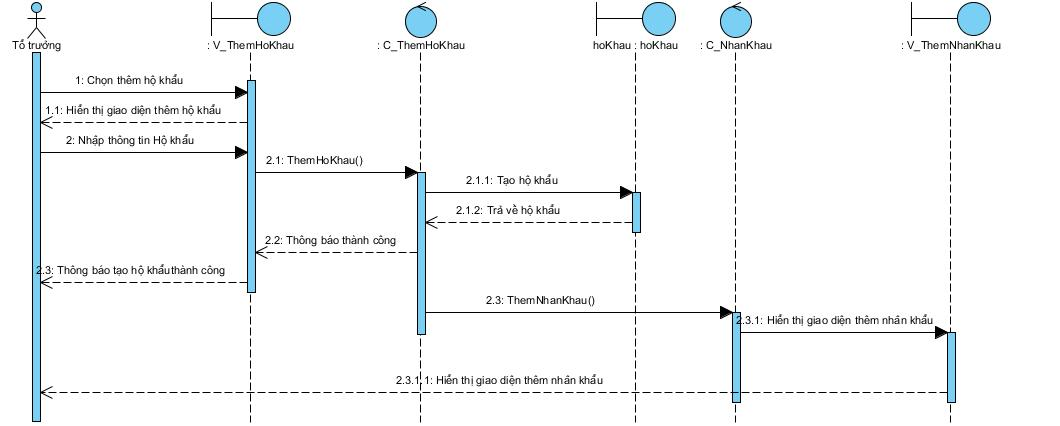 Tổ trưởng
: V_ThemHoKhau
: C_ThemHoKhau
hoKhau : hoKhau
: C_NhanKhau
: V_ThemNhanKhau
1: Chọn thêm hộ khẩu
1.1: Hiển thị giao diện thêm hộ khẩu
2: Nhập thông tin Hộ khẩu
2.1: ThemHoKhau()
2.1.1: Tạo hộ khẩu
2.1.2: Trả về hộ khẩu
2.2: Thông báo thành công
2.3: Thông báo tạo hộ khẩuthành công
2.3: ThemNhanKhau()
2.3.1: Hiển thị giao diện thêm nhân khẩu
2.3.1.1: Hiển thị giao diện thêm nhân khẩu